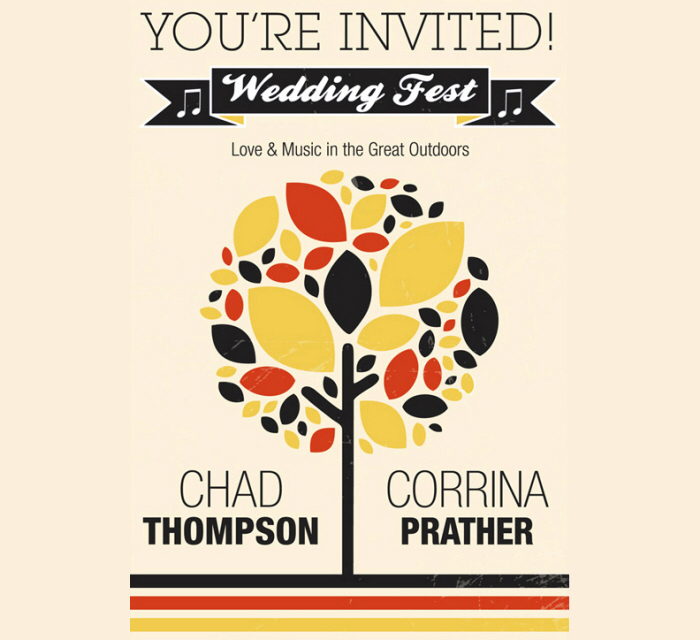 YOU'RE INVITED!
Wedding Fest
Love & Music in the Great Outdoors
CHAD
THOMPSON
CORRINA
PRATHER